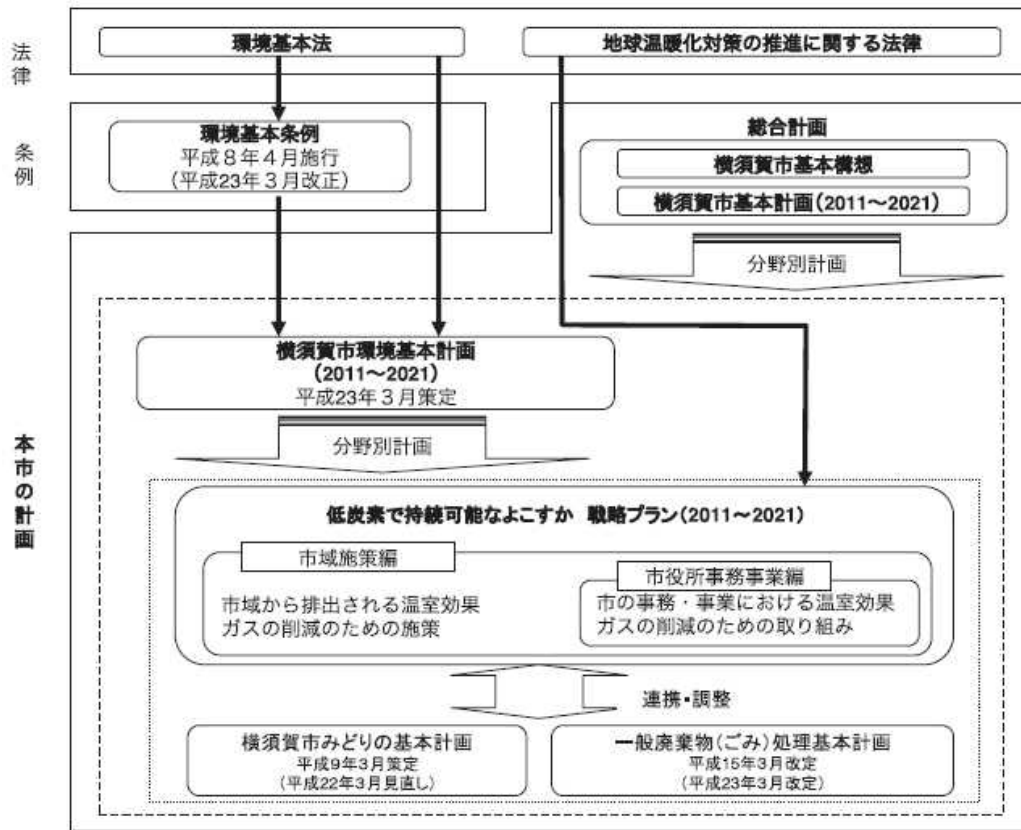 法律
環境基本法
地球温暖化対策の推進に関する法律
条例
環境基本条例
平成8年4月施行
(平成23年3月改正)
総合計画
横須賀市基本構想
横須賀市基本計画(2011～2021)
分野別計画
本市の計画
横須賀市環境基本計画
(2011～2021)
平成23年3月策定
分野別計画
低炭素で持続可能なよこすか 戦略プラン(2011～2021)
市域施策編
市域から排出される温室効果
ガスの削減のための施策
市役所事務事業編
市の事務・事業における温室効果
ガスの削減のための取り組み
連携・調整
横須賀市みどりの基本計画
平成9年3月策定
(平成22年3月見直し)
一般廃棄物(ごみ)処理基本計画
平成15年3月改定
(平成23年3月改定)